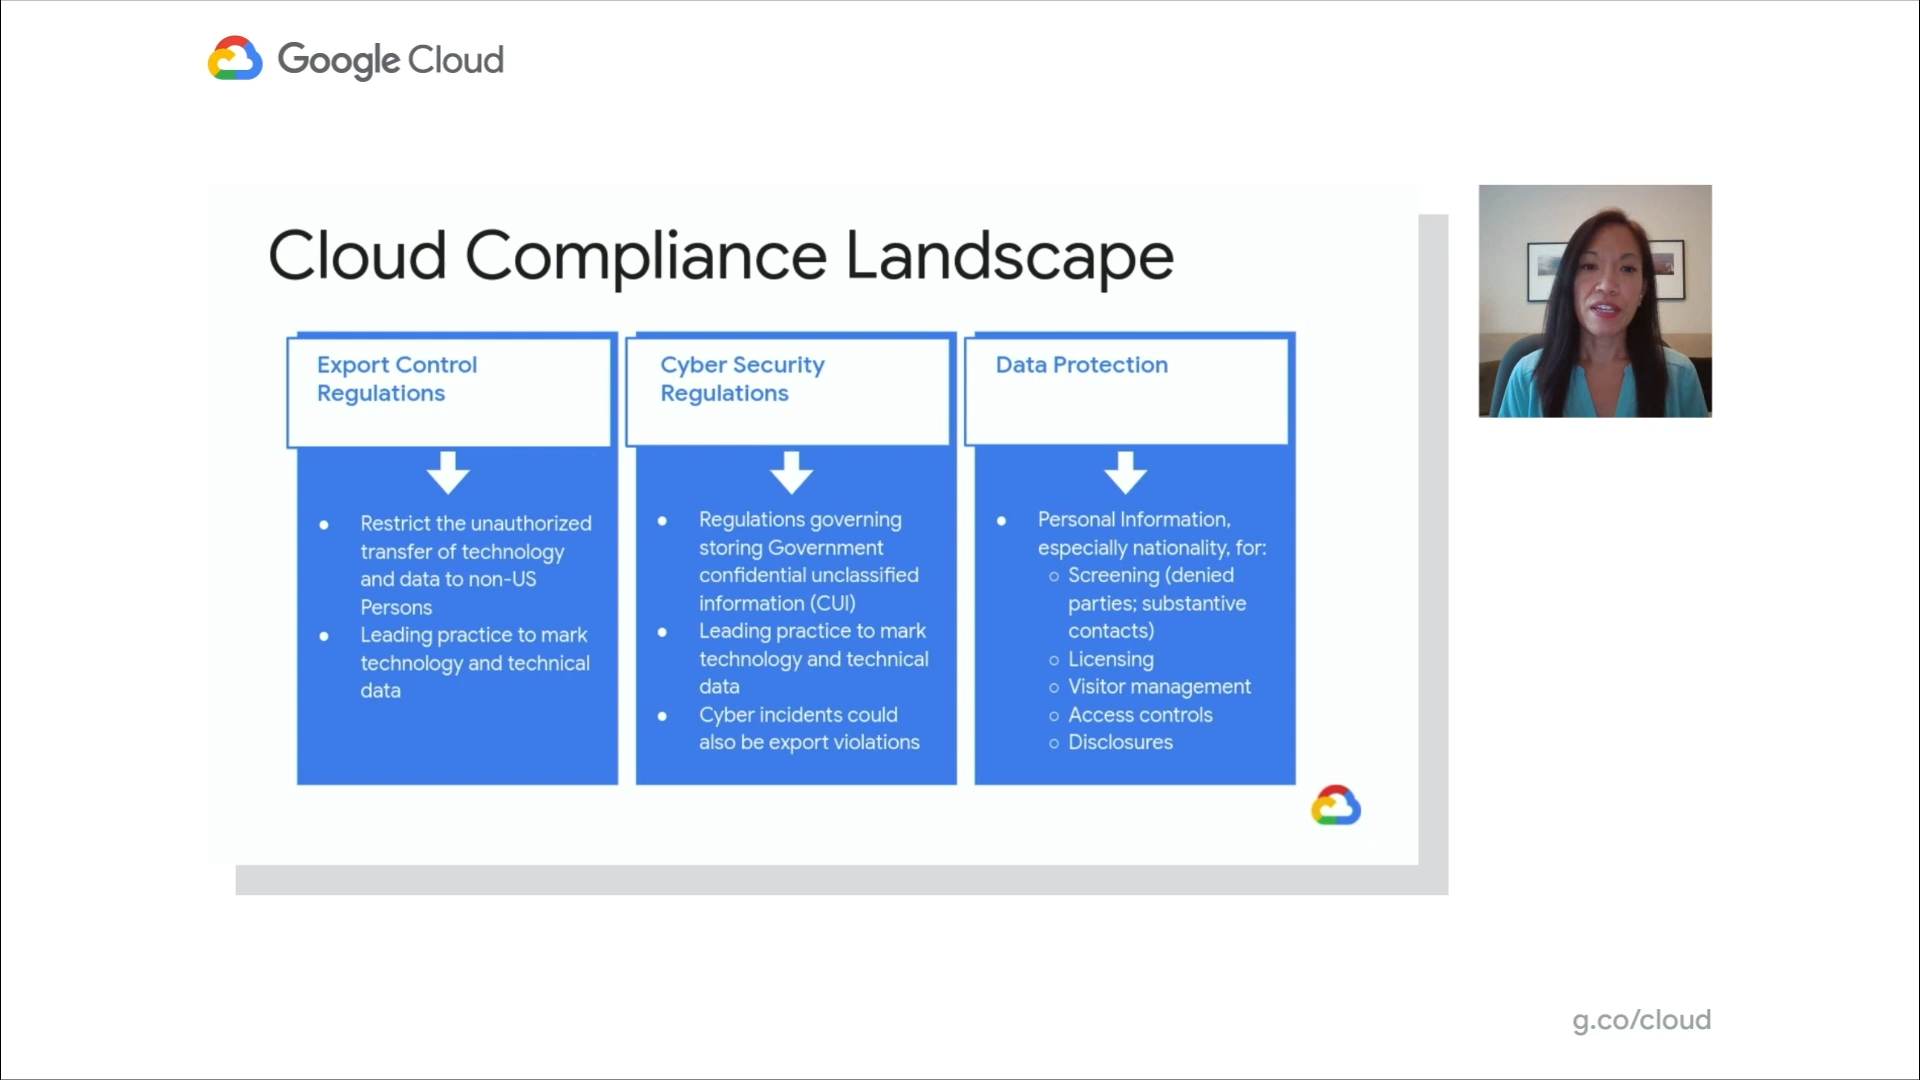 Google Cloud
Cloud Compliance Landscape
Export Control
Regulations
Restrict the unauthorized
transfer of technology
and data to non-US
Persons
Leading practice to mark
technology and technical
data
Cyber Security
Regulations
Regulations governing
storing Government
confidential unclassified
information (CUI)
Leading practice to mark
technology and technical
data
Cyber incidents could
also be export violations
Data Protection
Personal Information,
especially nationality, for:
Screening (denied
parties; substantive
contacts)
Licensing
Visitor management
Access controls
Disclosures
g.co/cloud